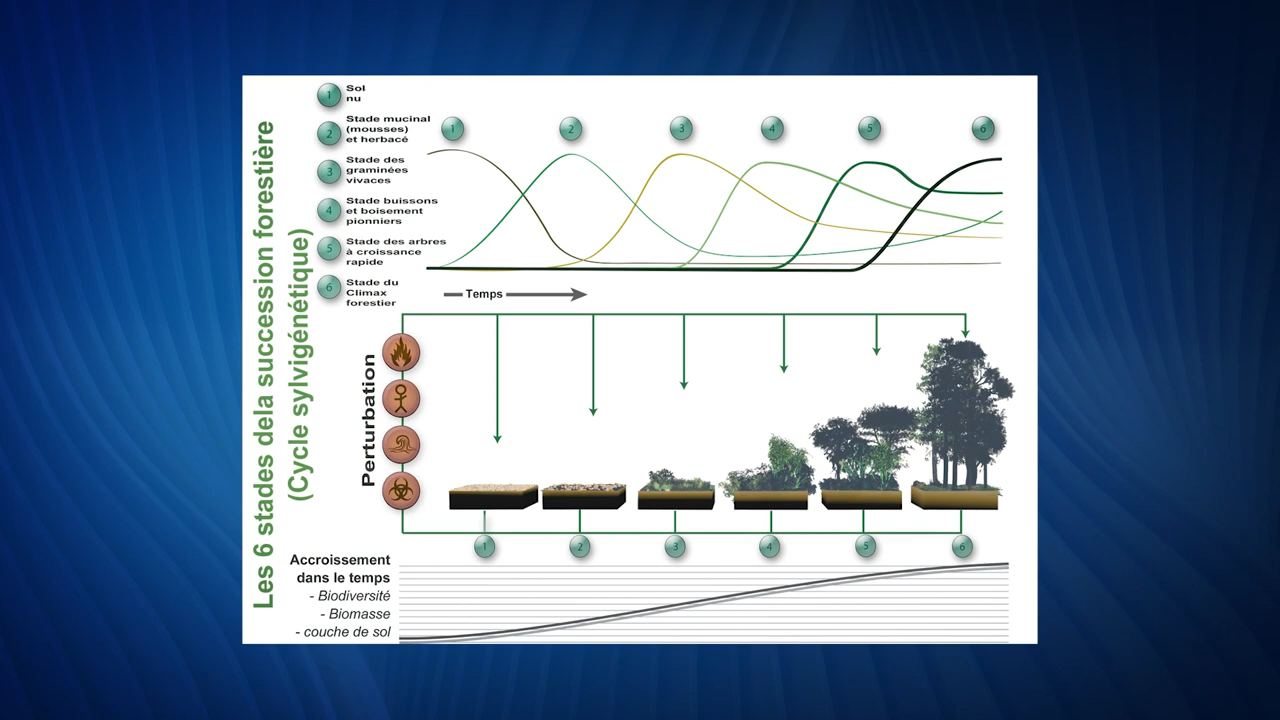 Les 6 stades dela succession forestière
(Cycle sylvigénétique)
1
Sol
nu
2
Stade mucinal
(mousses)
et herbacé
3
Stade des
graminées
vivaces
4
Stade buissons
et boisement
pionniers
5
Stade des arbres
à croissance
rapide
6
Stade du
Climax
forestier
1 2 3 4 5 6
Temps
Perturbation
1 2 3 4 5 6
Accroissement
dans le temps
- Biodiversité
- Biomasse
- couche de sol